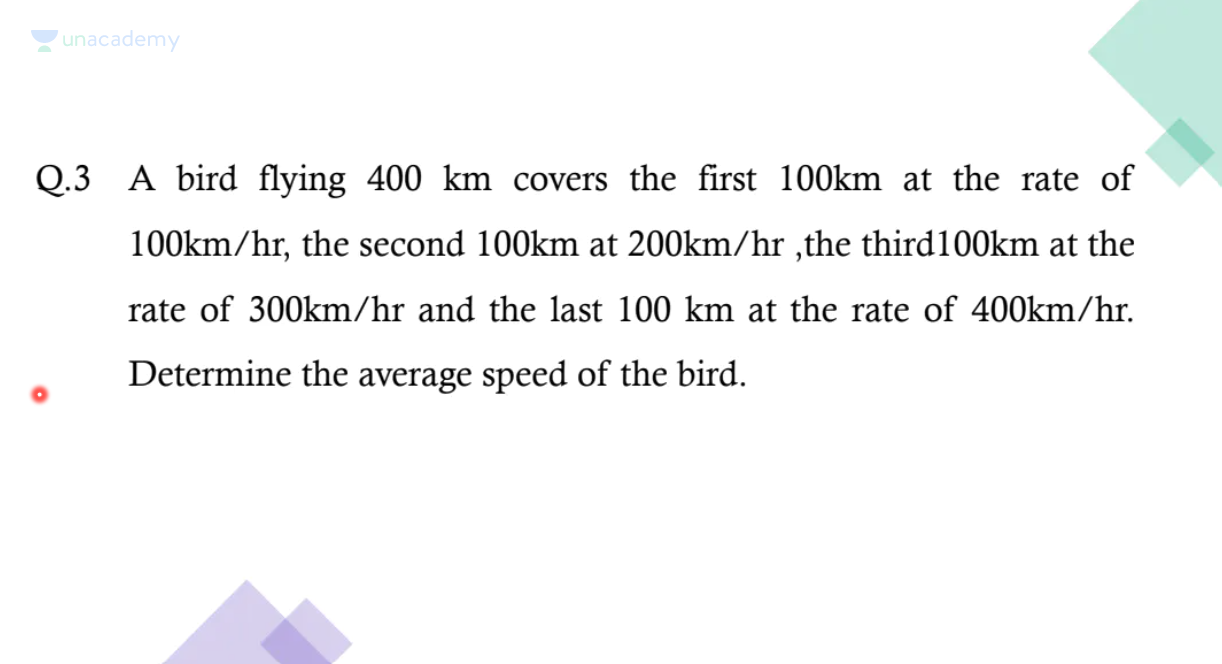 unacademy
Q.3 A bird flying 400 km covers the first 100km at the rate of
100km/hr, the second 100km at 200km/hr ,the third100km at the
rate of 300km/hr and the last 100 km at the rate of 400km/hr.
Determine the average speed of the bird.